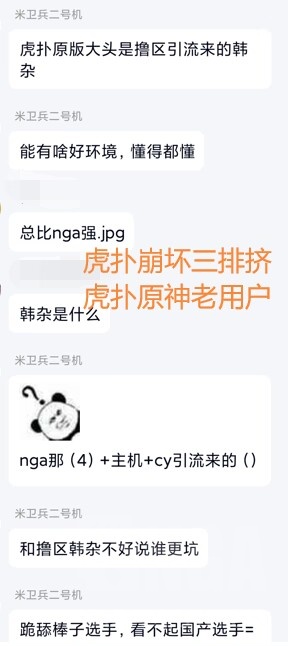 米卫兵二号机
虎扑原版大头是撸区引流来的韩
杂
米卫兵二号机
能有啥好环境，懂得都懂
总比nga强.jpg
虎扑崩坏三排挤
虎扑原神老用户
韩杂是什么
米卫兵二号机
?
nga那（4）+主机+cy引流来的（）
米卫兵二号机
和撸区韩杂不好说谁更坑
米卫兵二号机
跪舔棒子选手，看不起国产选手=